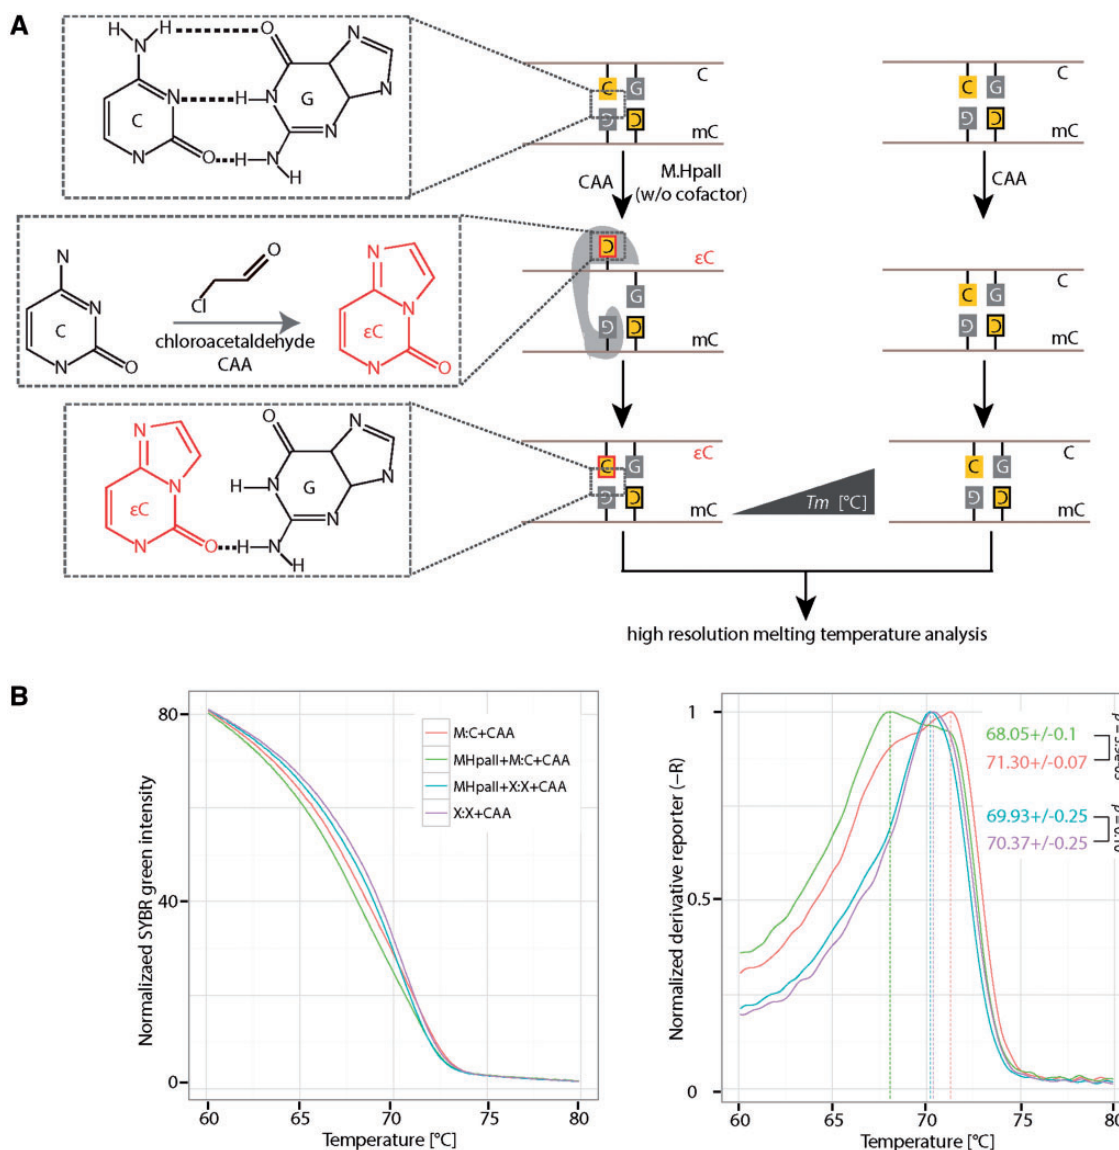 A
H H
N
O
N
N
N
H
N
C
G
N
N
O
H
N
H
C G
G C
C
mC
CAA
M.HpaII
(w/o cofactor)
C G
G C
C
mC
CAA
N
N
C
N
O
O
Cl
chloroacetaldehyde
CAA
N
N
εC
N
O
C
G
G C
εC
mC
C G
G C
C
mC
N
N
εC
N
O
O
N
N
H
N
G
N
N
H
N
H
C G
G C
εC
mC
Tm [°C]
C G
G C
C
mC
high resolution melting temperature analysis
B
Normalizaed SYBR green intensity
80
40
0
60 65 70 75 80
Temperature [°C]
M:C+CAA
MHpaII+M:C+CAA
MHpaII+X:X+CAA
X:X+CAA
Normalized derivative reporter (–R)
1
0.5
0
60 65 70 75 80
Temperature [°C]
68.05+/-0.1
71.30+/-0.07
69.93+/-0.25
70.37+/-0.25